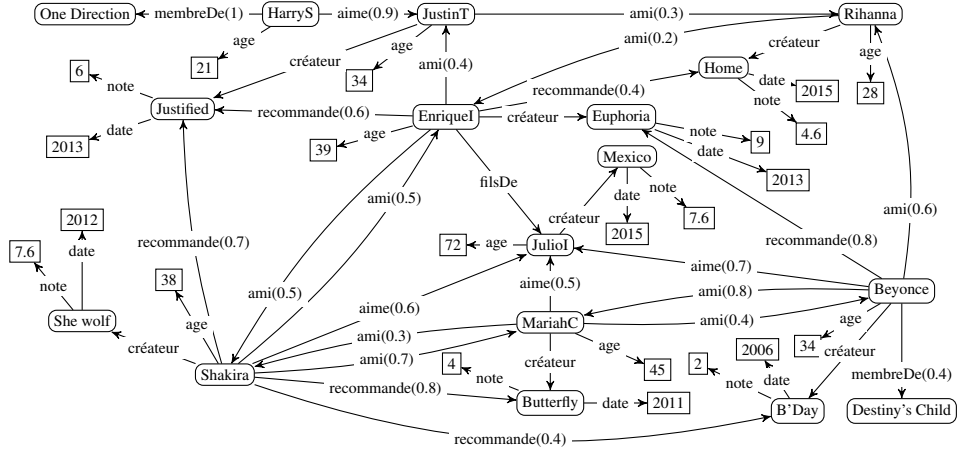 One Direction membreDe(1) HarryS aime(0.9) JustinT ami(0.3) Rihanna
ami(0.2)
age
créateur
age
créateur
age
6
21
34
ami(0.4)
Home
date
2015
28
note
note
4.6
Justified
recommande(0.6)
EnriqueI
recommande(0.4)
créateur
Euphoria
note
9
date
2013
date
2013
39
age
Mexico
date
2015
note
7.6
filsDe
ami(0.5)
créateur
ami(0.6)
2012
date
7.6
note
recommande(0.7)
72
age
JulioI
recommande(0.8)
aime(0.7)
38
age
ami(0.5)
aime(0.6)
aime(0.5)
ami(0.8)
Beyonce
She wolf
créateur
ami(0.3)
MariahC
ami(0.4)
age
34
créateur
Shakira
ami(0.7)
créateur
age
45
2006
date
2
note
membreDe(0.4)
4
note
recommande(0.8)
Butterfly
date
2011
B'Day
Destiny's Child
recommande(0.4)